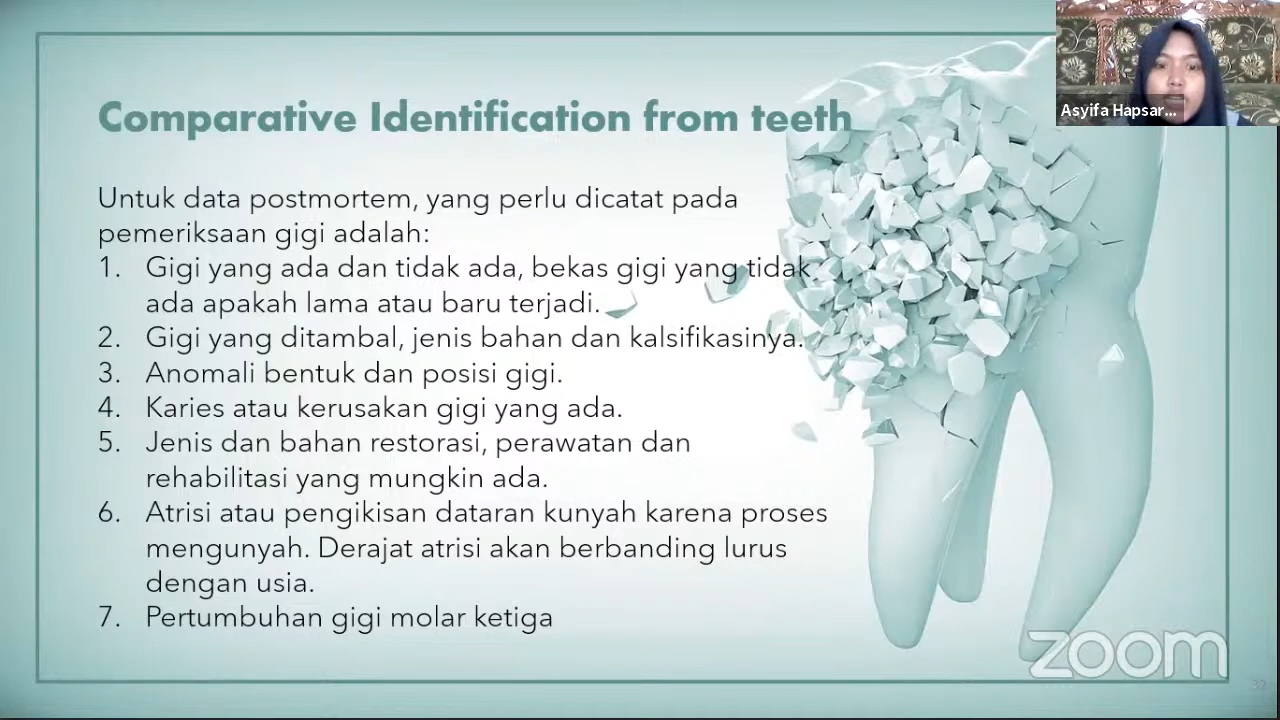 Comparative Identification from teeth
Asyifa Hapsar...
Untuk data postmortem, yang perlu dicatat pada
pemeriksaan gigi adalah:
1. Gigi yang ada dan tidak ada, bekas gigi yang tidak
ada apakah lama atau baru terjadi.
2. Gigi yang ditambal, jenis bahan dan kalsifikasinya.
3. Anomali bentuk dan posisi gigi.
4. Karies atau kerusakan gigi yang ada.
5. Jenis dan bahan restorasi, perawatan dan
rehabilitasi yang mungkin ada.
6. Atrisi atau pengikisan dataran kunyah karena proses
mengunyah. Derajat atrisi akan berbanding lurus
dengan usia.
7. Pertumbuhan gigi molar ketiga
zoom
32